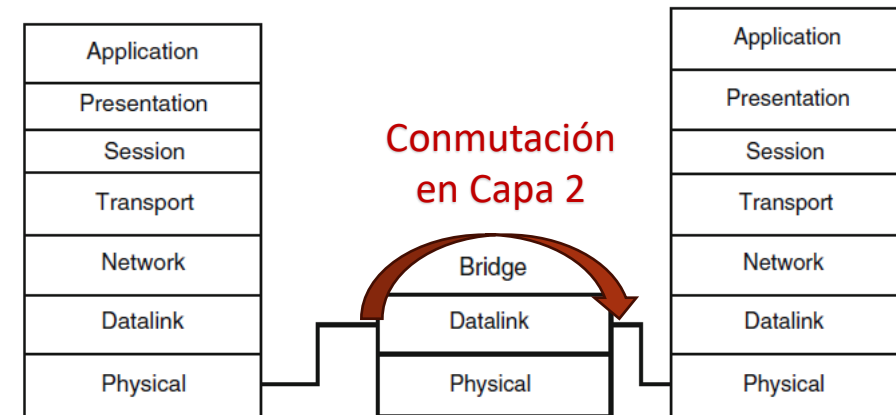 Application
Presentation
Session
Transport
Network
Datalink
Physical
Conmutación
en Capa 2
Bridge
Datalink
Physical
Application
Presentation
Session
Transport
Network
Datalink
Physical